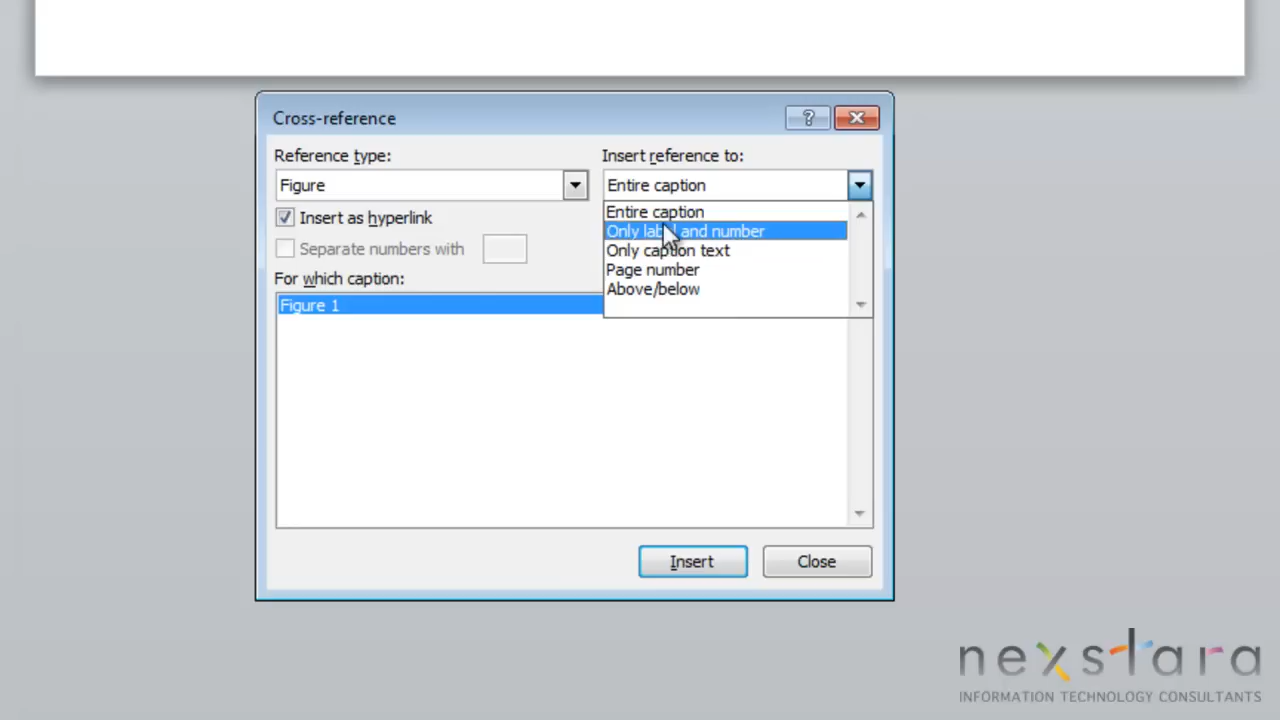 Cross-reference
Reference type:
Insert reference to:
Figure
Entire caption
Insert as hyperlink
Entire caption
Only label and number
Separate numbers with
Only caption text
Page number
For which caption:
Above/below
Figure 1
Insert
Close
nexstara
INFORMATION TECHNOLOGY CONSULTANTS